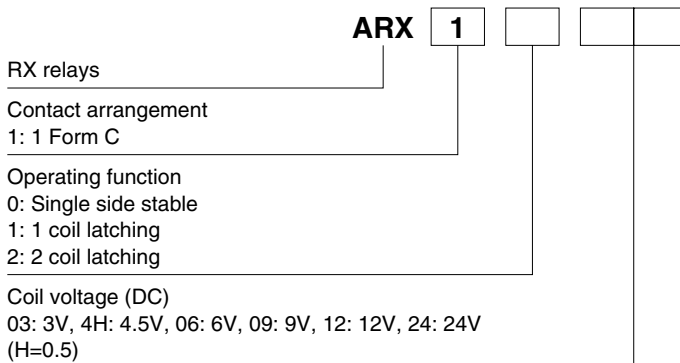 ARX 1
RX relays
Contact arrangement
1: 1 Form C
Operating function
0: Single side stable
1: 1 coil latching
2: 2 coil latching
Coil voltage (DC)
03: 3V, 4H: 4.5V, 06: 6V, 09: 9V, 12: 12V, 24: 24V
(H=0.5)